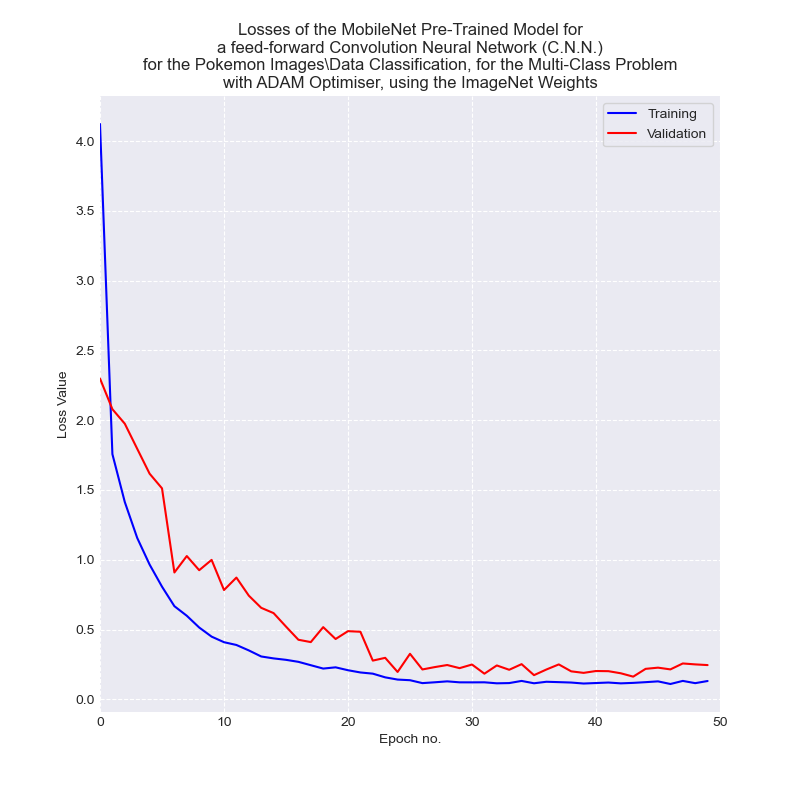 Losses of the MobileNet Pre-Trained Model for
a feed-forward Convolution Neural Network (C.N.N.)
for the Pokemon Images\Data Classification, for the Multi-Class Problem
with ADAM Optimiser, using the ImageNet Weights
Training
Validation
4.0
3.5
3.0
2.5
2.0
1.5
1.0
0.5
0.0
Loss Value
0 10 20 30 40 50
Epoch no.